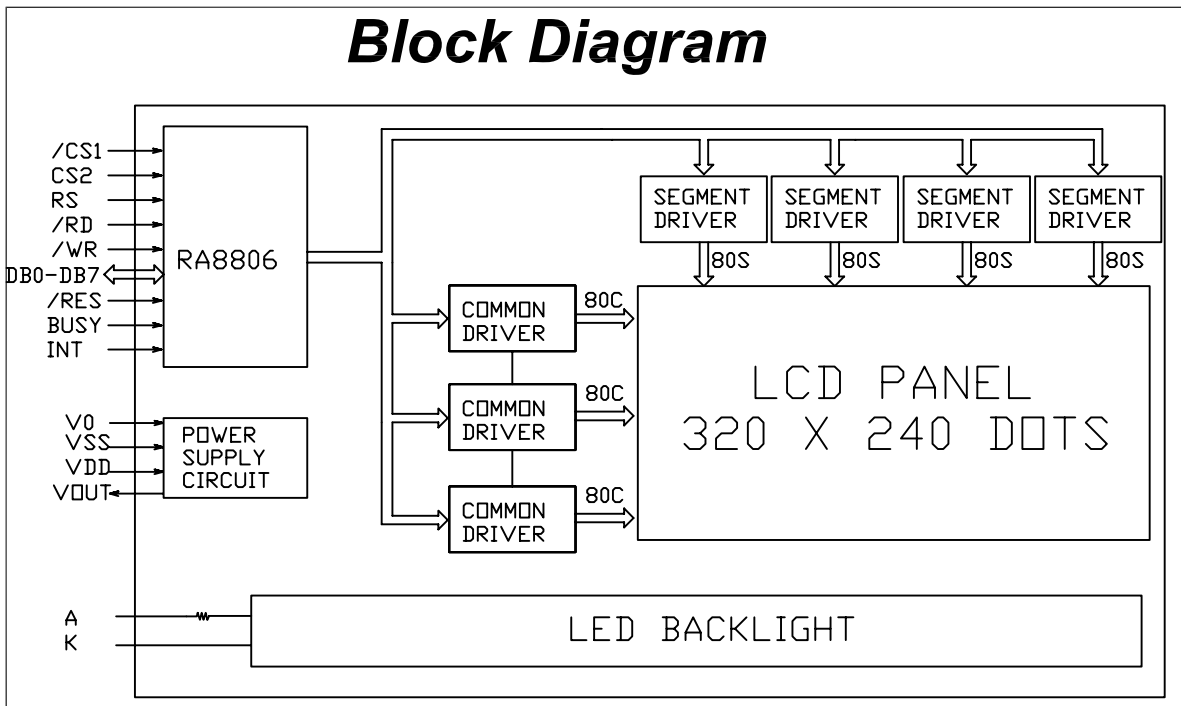 Block Diagram
/CS1
CS2
RS
/RD
/WR
DB0-DB7
/RES
BUSY
INT
RA8806
SEGMENT
DRIVER
SEGMENT
DRIVER
SEGMENT
DRIVER
SEGMENT
DRIVER
80S
80S
80S
80S
COMMON
DRIVER
80C
COMMON
DRIVER
80C
COMMON
DRIVER
80C
LCD PANEL
320 X 240 DOTS
V0
VSS
VDD
VOUT
POWER
SUPPLY
CIRCUIT
A
K
LED BACKLIGHT